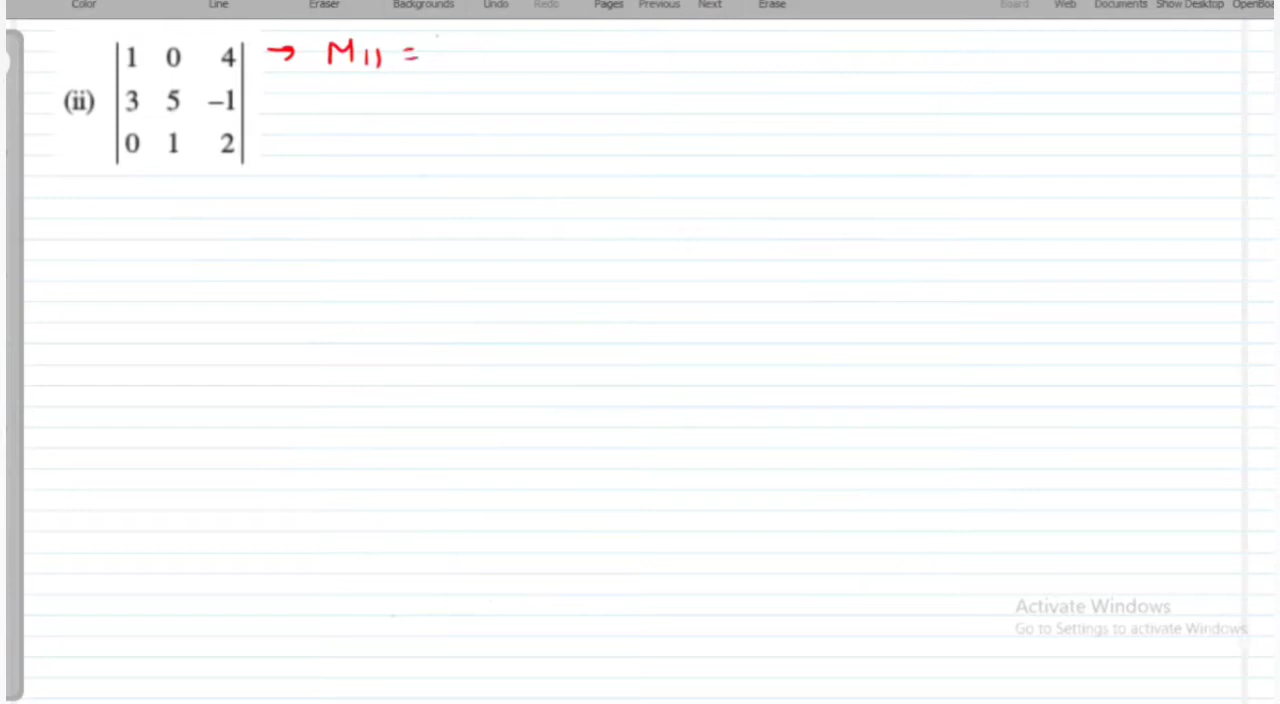 Color Line Eraser Backgrounds Undo Redo Pages Previous Next Erase Board Web Documents Show Desktop OpenBoa
1 0 4 → M11 =
(ii) 3 5 –1
0 1 2
Activate Windows
Go to Settings to activate Windows.